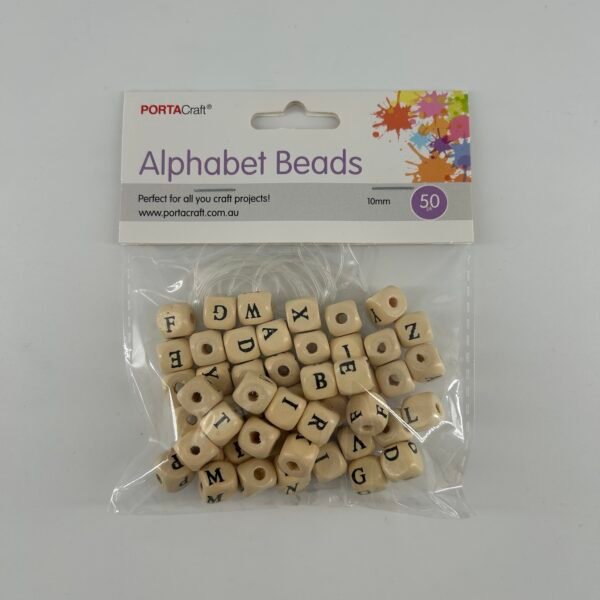 PORTACraft®
Alphabet Beads
Perfect for all you craft projects!
www.portacraft.com.au
10mm
50
F G W X Y
E D A I Z
Y B E
T I R F L
P M V G D
M I